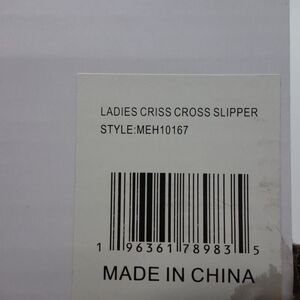 LADIES CRISS CROSS SLIPPER
STYLE:MEH10167
1 96361 78983 5
MADE IN CHINA